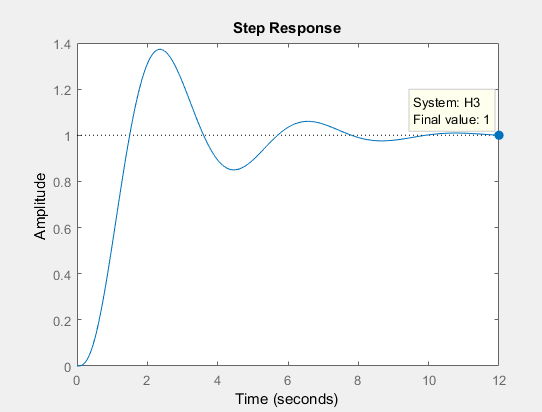 Step Response
1.4
1.2
1
0.8
0.6
0.4
0.2
0
Amplitude
System: H3
Final value: 1
0 2 4 6 8 10 12
Time (seconds)